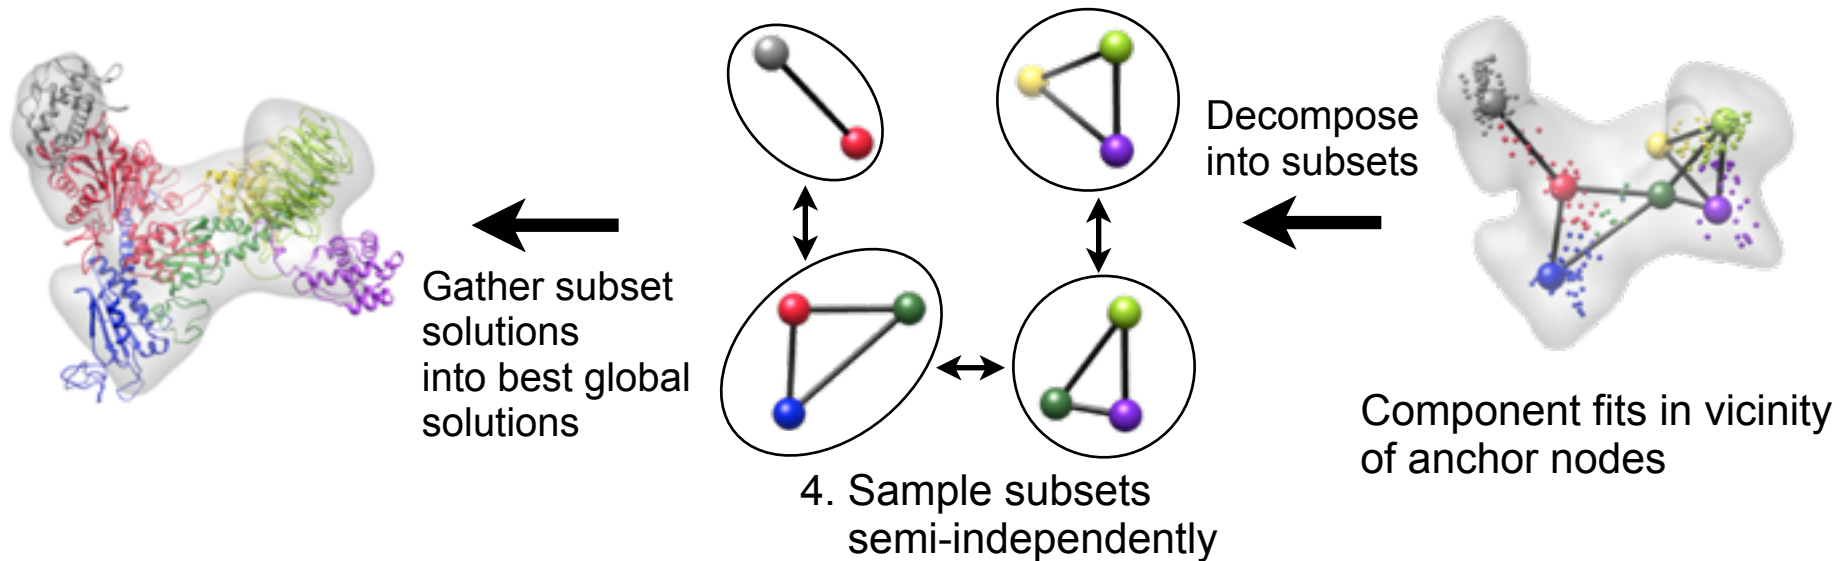 Decompose
into subsets
Gather subset
solutions
into best global
solutions
Component fits in vicinity
of anchor nodes
4. Sample subsets
semi-independently